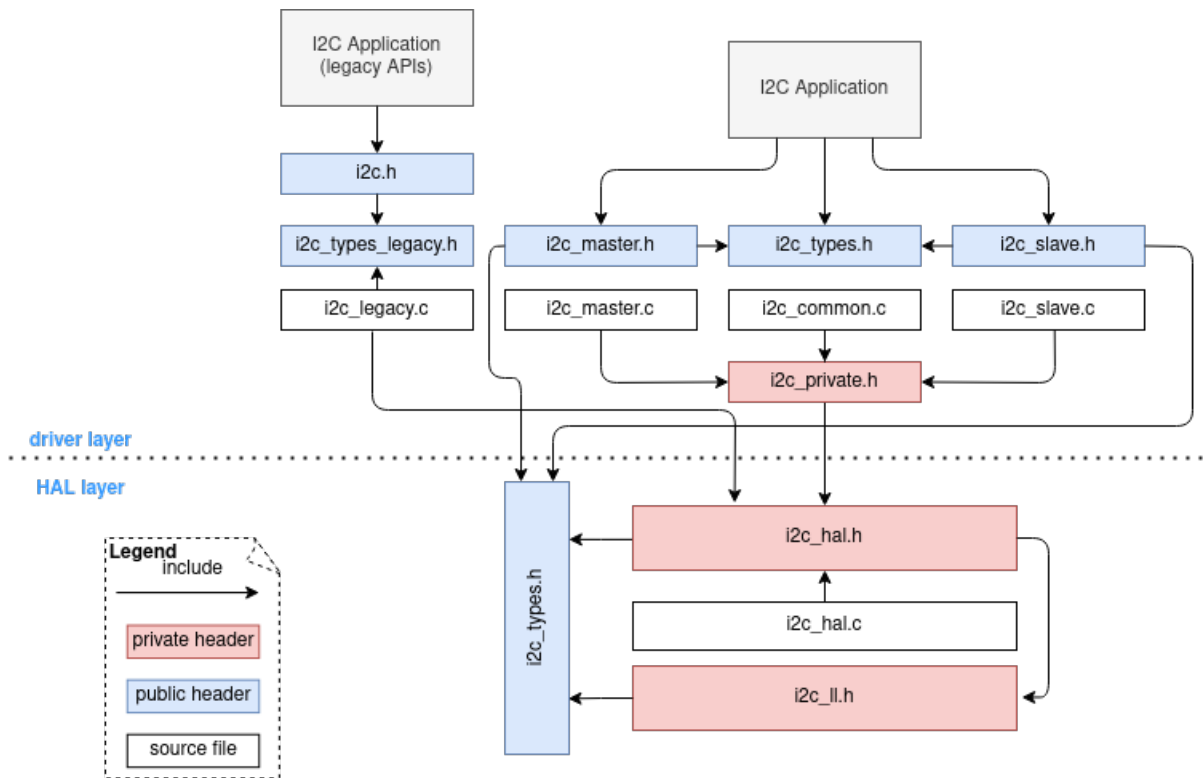 I2C Application
(legacy APIs)
I2C Application
i2c.h
i2c_types_legacy.h
i2c_master.h
i2c_types.h
i2c_slave.h
i2c_legacy.c
i2c_master.c
i2c_common.c
i2c_slave.c
i2c_private.h
driver layer
HAL layer
Legend
include
private header
public header
source file
i2c_types.h
i2c_hal.h
i2c_hal.c
i2c_ll.h